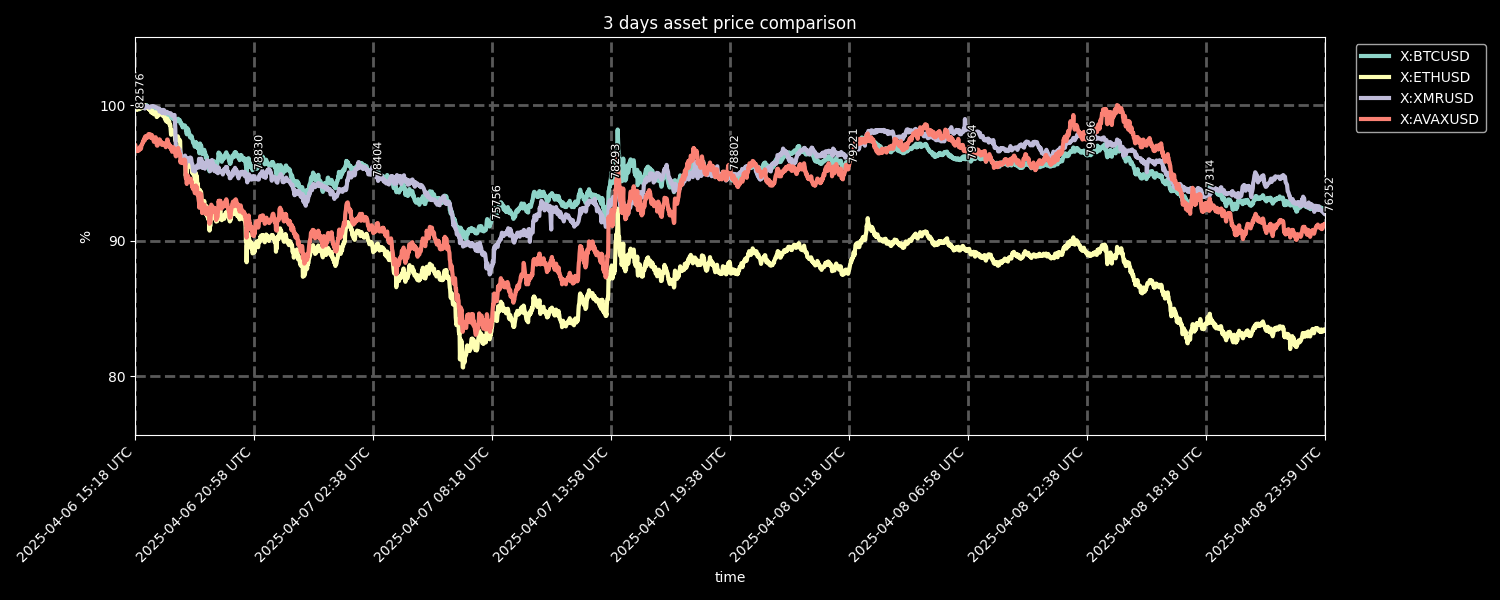 3 days asset price comparison
X:BTCUSD
X:ETHUSD
X:XMRUSD
X:AVAXUSD
100
90
80
%
82576
78830
78404
75756
78293
78802
79221
79464
79696
77314
76252
2025-04-06 15:18 UTC
2025-04-06 20:58 UTC
2025-04-07 02:38 UTC
2025-04-07 08:18 UTC
2025-04-07 13:58 UTC
2025-04-07 19:38 UTC
2025-04-08 01:18 UTC
2025-04-08 06:58 UTC
2025-04-08 12:38 UTC
2025-04-08 18:18 UTC
2025-04-08 23:59 UTC
time